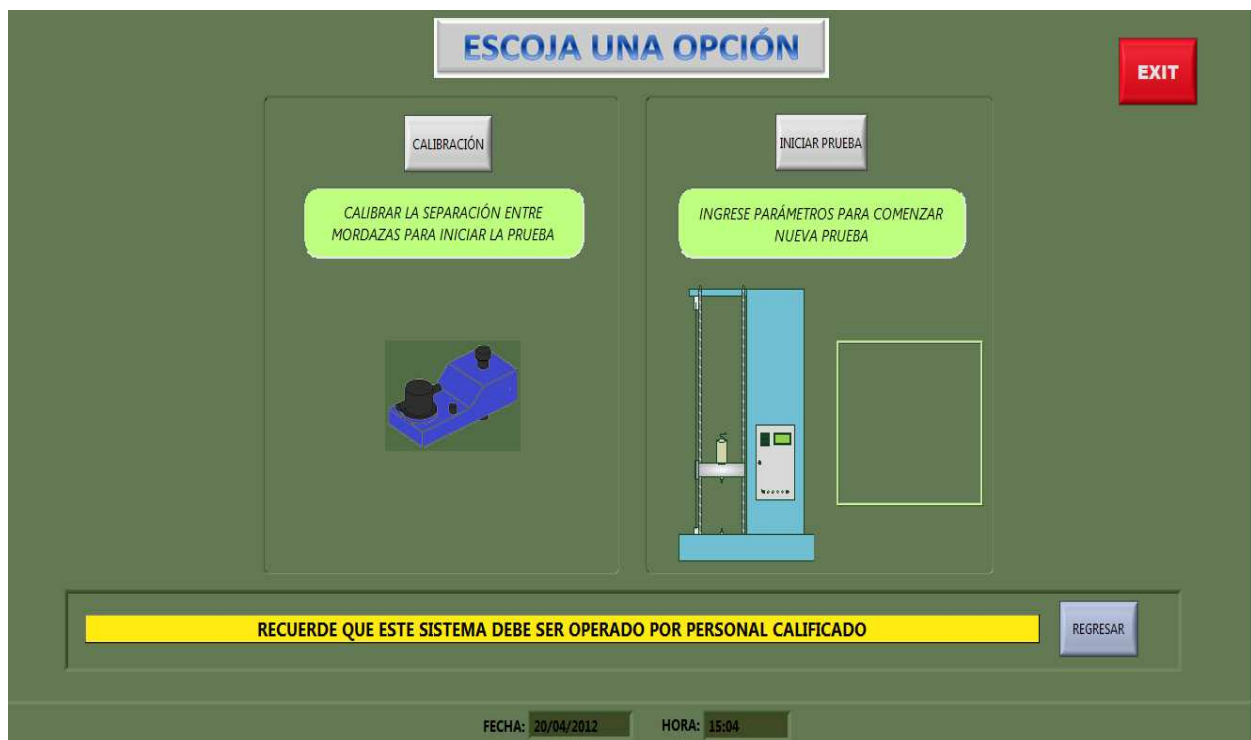 ESCOJA UNA OPCIÓN
EXIT
CALIBRACIÓN
CALIBRAR LA SEPARACIÓN ENTRE
MORDAZAS PARA INICIAR LA PRUEBA
INICIAR PRUEBA
INGRESE PARÁMETROS PARA COMENZAR
NUEVA PRUEBA
RECUERDE QUE ESTE SISTEMA DEBE SER OPERADO POR PERSONAL CALIFICADO
REGRESAR
FECHA: 20/04/2012 HORA: 15:04